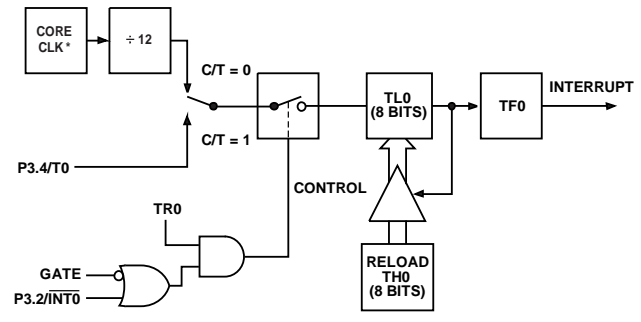 CORE
CLK*
÷ 12
C/T = 0
C/T = 1
P3.4/T0
TL0
(8 BITS)
TF0
INTERRUPT
CONTROL
TR0
GATE
P3.2/INT0
RELOAD
TH0
(8 BITS)